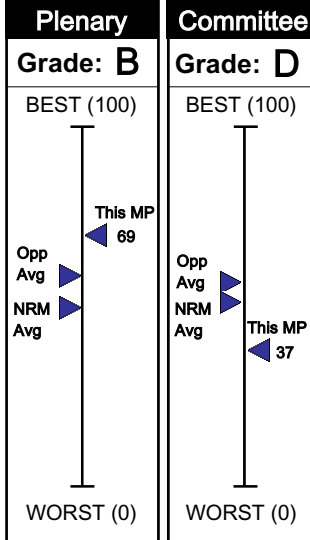 Plenary
Grade: B
BEST (100)
This MP
69
Opp
Avg
NRM
Avg
WORST (0)
Committee
Grade: D
BEST (100)
Opp
Avg
NRM
Avg
This MP
37
WORST (0)